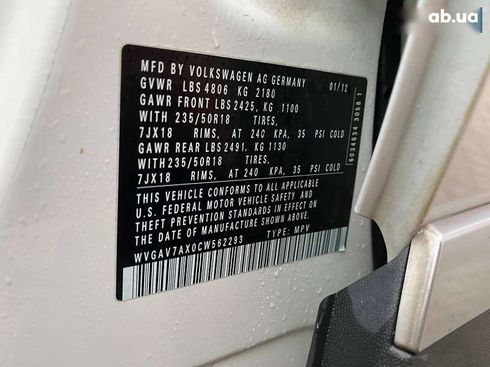 ab.ua
MFD BY VOLKSWAGEN AG GERMANY 01/12
GVWR LBS 4806 KG 2180
GAWR FRONT LBS 2425, KG 1100
WITH 235/50R18 TIRES,
7JX18 RIMS, AT 240 KPA, 35 PSI COLD
GAWR REAR LBS 2491, KG 1130
WITH 235/50R18 TIRES,
7JX18 RIMS, AT 240 KPA, 35 PSI COLD
THIS VEHICLE CONFORMS TO ALL APPLICABLE
U.S. FEDERAL MOTOR VEHICLE SAFETY AND
THEFT PREVENTION STANDARDS IN EFFECT ON
THE DATE OF MANUFACTURE SHOWN ABOVE.
WVGAV7AX0CW562293 TYPE: MPV